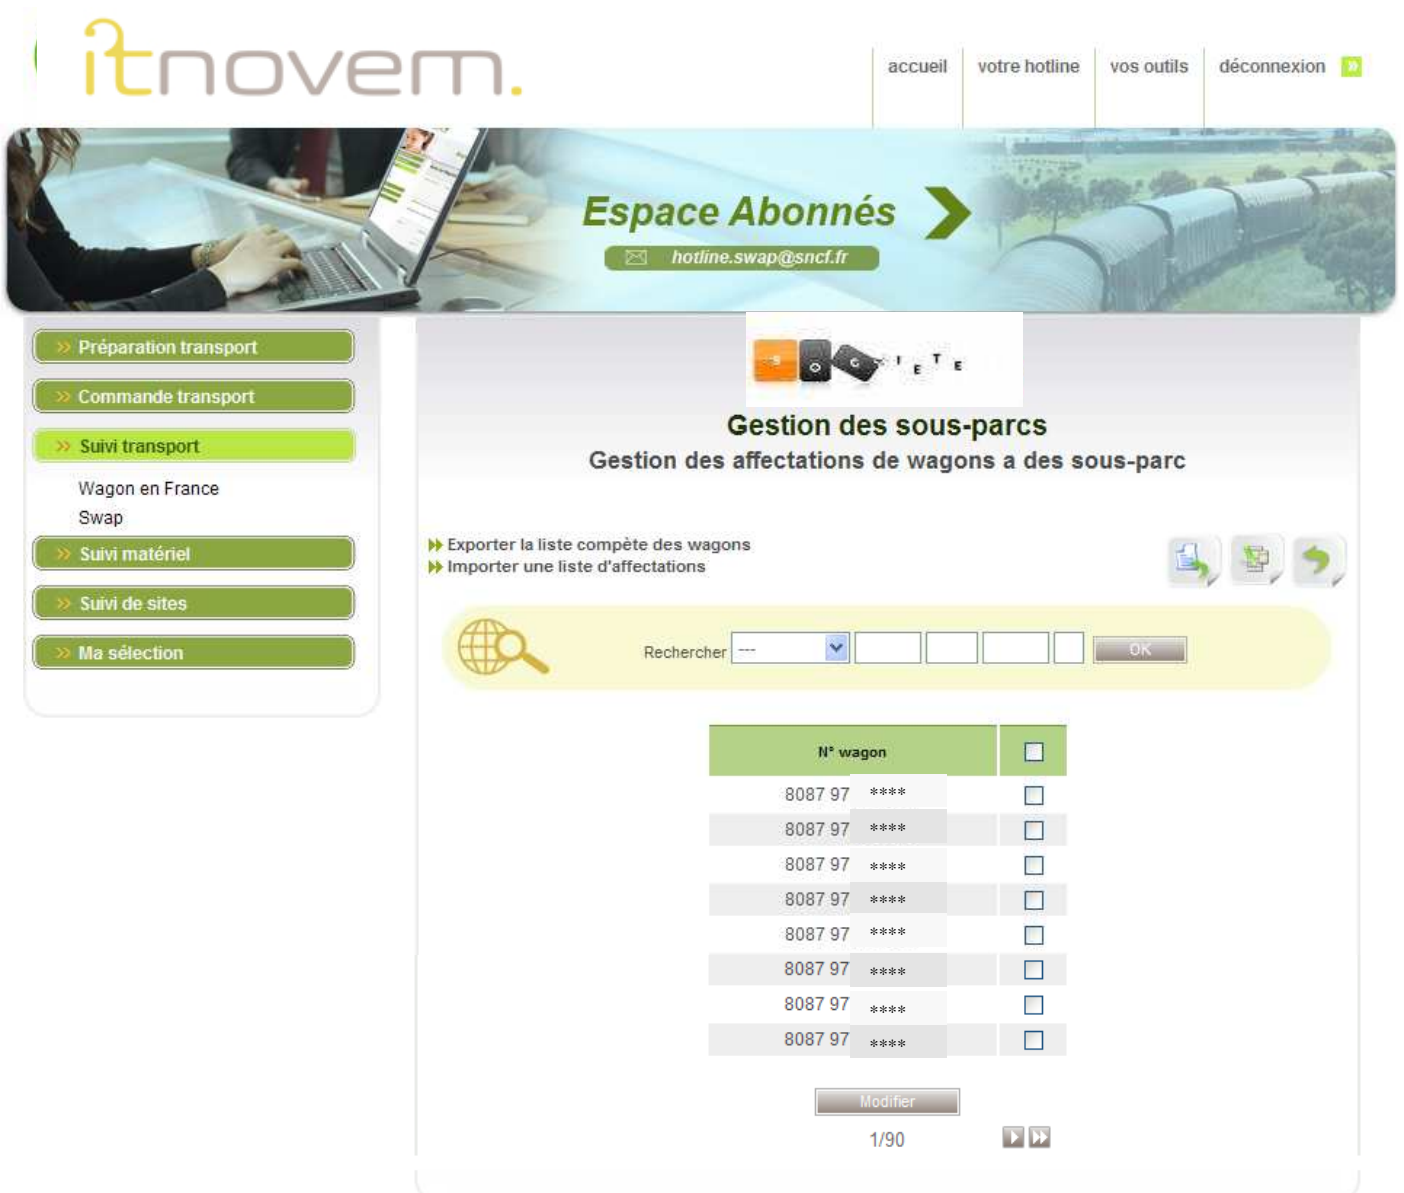 itnovem.
accueil
votre hotline
vos outils
déconnexion
Espace Abonnés
hotline.swap@sncf.fr
Préparation transport
Commande transport
Suivi transport
Wagon en France
Swap
Suivi matériel
Suivi de sites
Ma sélection
SOCIETE
Gestion des sous-parcs
Gestion des affectations de wagons a des sous-parc
Exporter la liste compète des wagons
Importer une liste d'affectations
Rechercher --- OK
N° wagon
8087 97 ****
8087 97 ****
8087 97 ****
8087 97 ****
8087 97 ****
8087 97 ****
8087 97 ****
8087 97 ****
Modifier
1/90